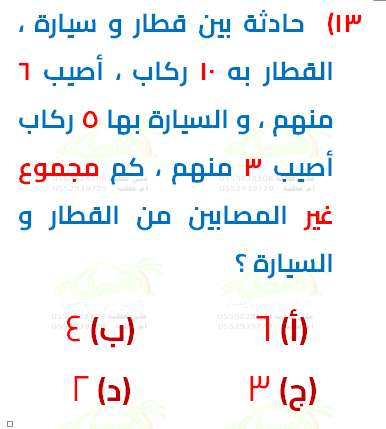 ١٣) حادثة بين قطار و سيارة ،
القطار به ١٠ ركاب ، أصيب ٦
منهم ، و السيارة بها ٥ ركاب
أصيب ٣ منهم ، كم مجموع
غير المصابين من القطار و
السيارة ؟
(أ) ٦ (ب) ٤
(ج) ٣ (د) ٢